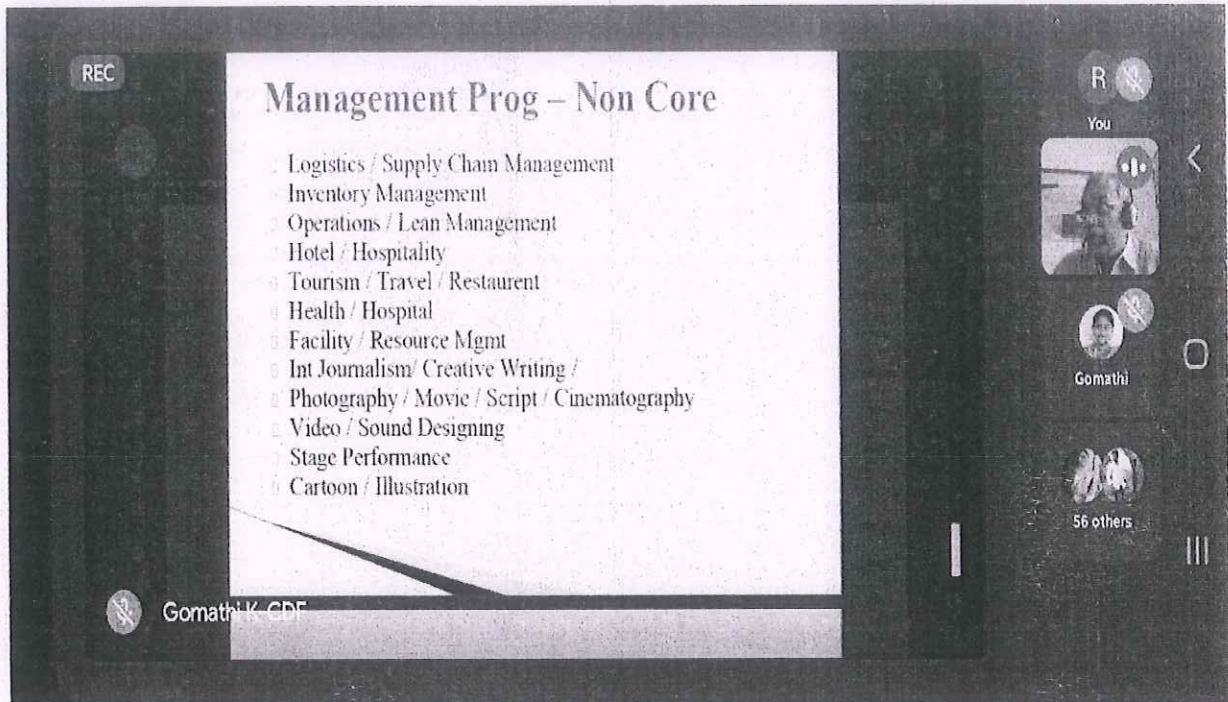 REC
Management Prog – Non Core
Logistics / Supply Chain Management
Inventory Management
Operations / Lean Management
Hotel / Hospitality
Tourism / Travel / Restaurent
Health / Hospital
Facility / Resource Mgmt
Int Journalism/ Creative Writing /
Photography / Movie / Script / Cinematography
Video / Sound Designing
Stage Performance
Cartoon / Illustration
Gomathi K CDF
R
You
Gomathi
56 others